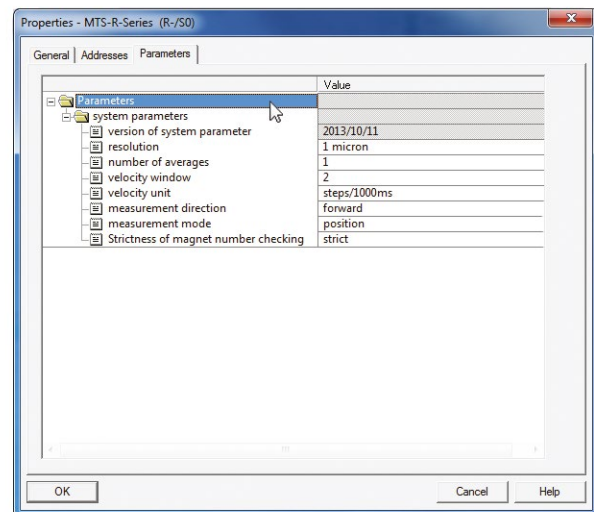 Properties - MTS-R-Series (R-/S0)
General Addresses Parameters
Value
Parameters
system parameters
version of system parameter 2013/10/11
resolution 1 micron
number of averages 1
velocity window 2
velocity unit steps/1000ms
measurement direction forward
measurement mode position
Strictness of magnet number checking strict
OK Cancel Help